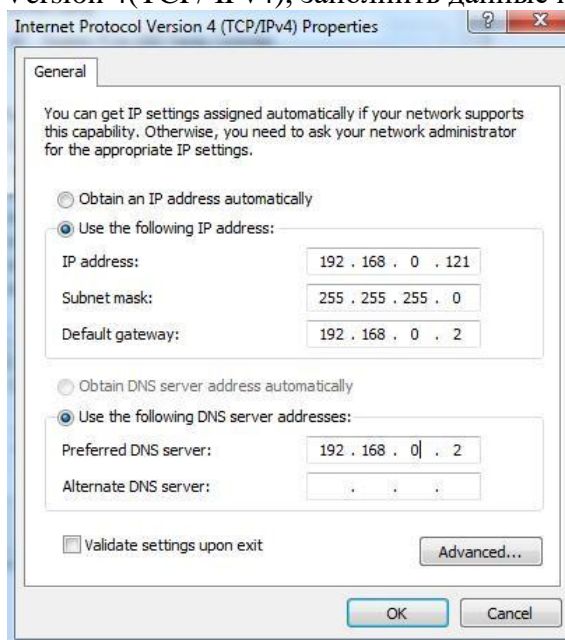 Version 4(TCP/ IPv4), заполнить данные
Internet Protocol Version 4 (TCP/IPv4) Properties
General
You can get IP settings assigned automatically if your network supports
this capability. Otherwise, you need to ask your network administrator
for the appropriate IP settings.
Obtain an IP address automatically
Use the following IP address:
IP address: 192 . 168 . 0 . 121
Subnet mask: 255 . 255 . 255 . 0
Default gateway: 192 . 168 . 0 . 2
Obtain DNS server address automatically
Use the following DNS server addresses:
Preferred DNS server: 192 . 168 . 0 . 2
Alternate DNS server: . . .
Validate settings upon exit
Advanced...
OK Cancel